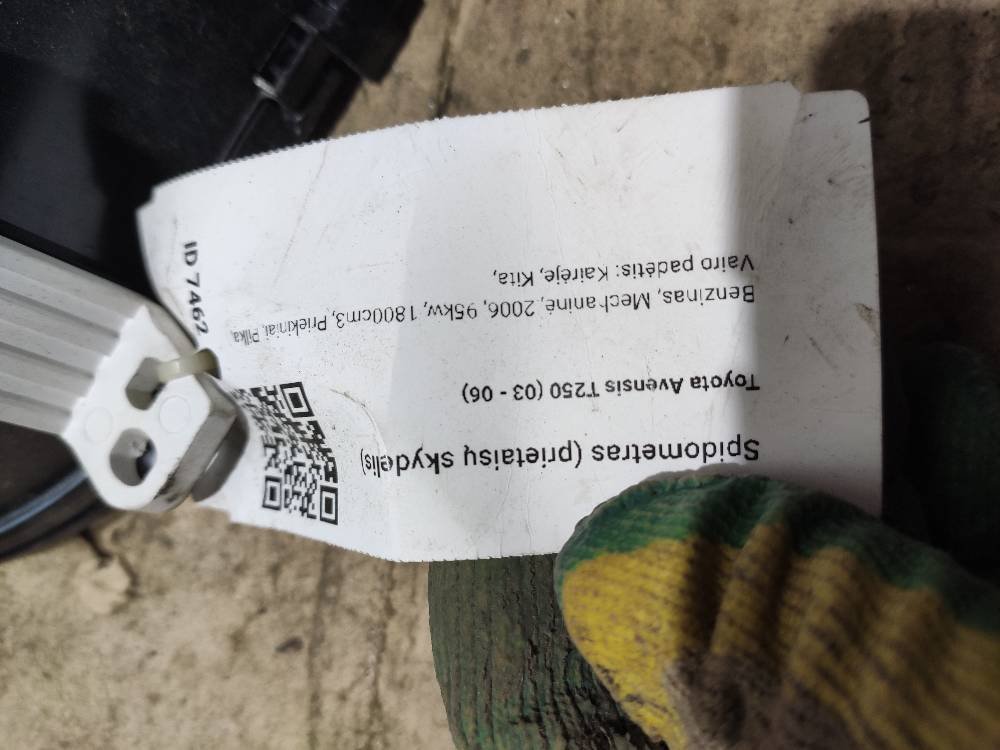 Spidometras (prietaisų skydelis)
Toyota Avensis T250 (03 - 06)
Benzinas, Mechaninė, 2006, 95kw, 1800cm3, Priekiniai, Pilka,
Vairo padėtis: Kairėje, Kita,
ID 7462